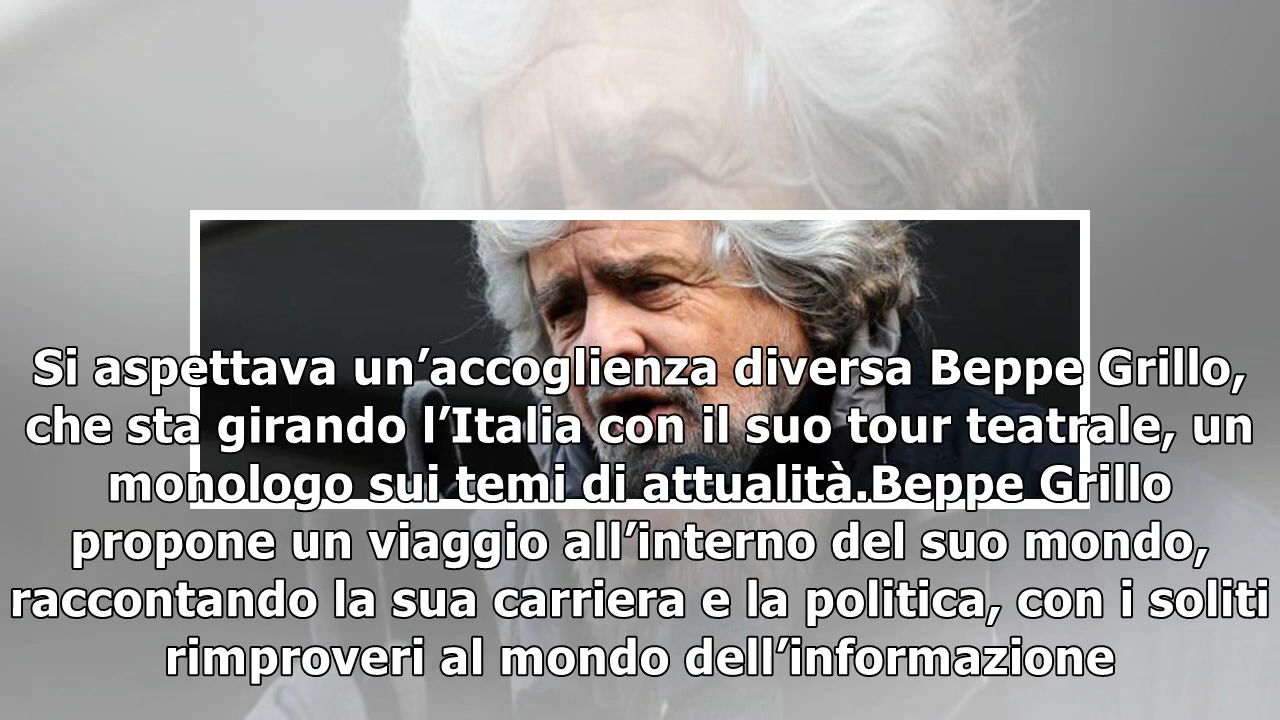 Si aspettava un’accoglienza diversa Beppe Grillo,
che sta girando l’Italia con il suo tour teatrale, un
monologo sui temi di attualità.Beppe Grillo
propone un viaggio all’interno del suo mondo,
raccontando la sua carriera e la politica, con i soliti
rimproveri al mondo dell’informazione